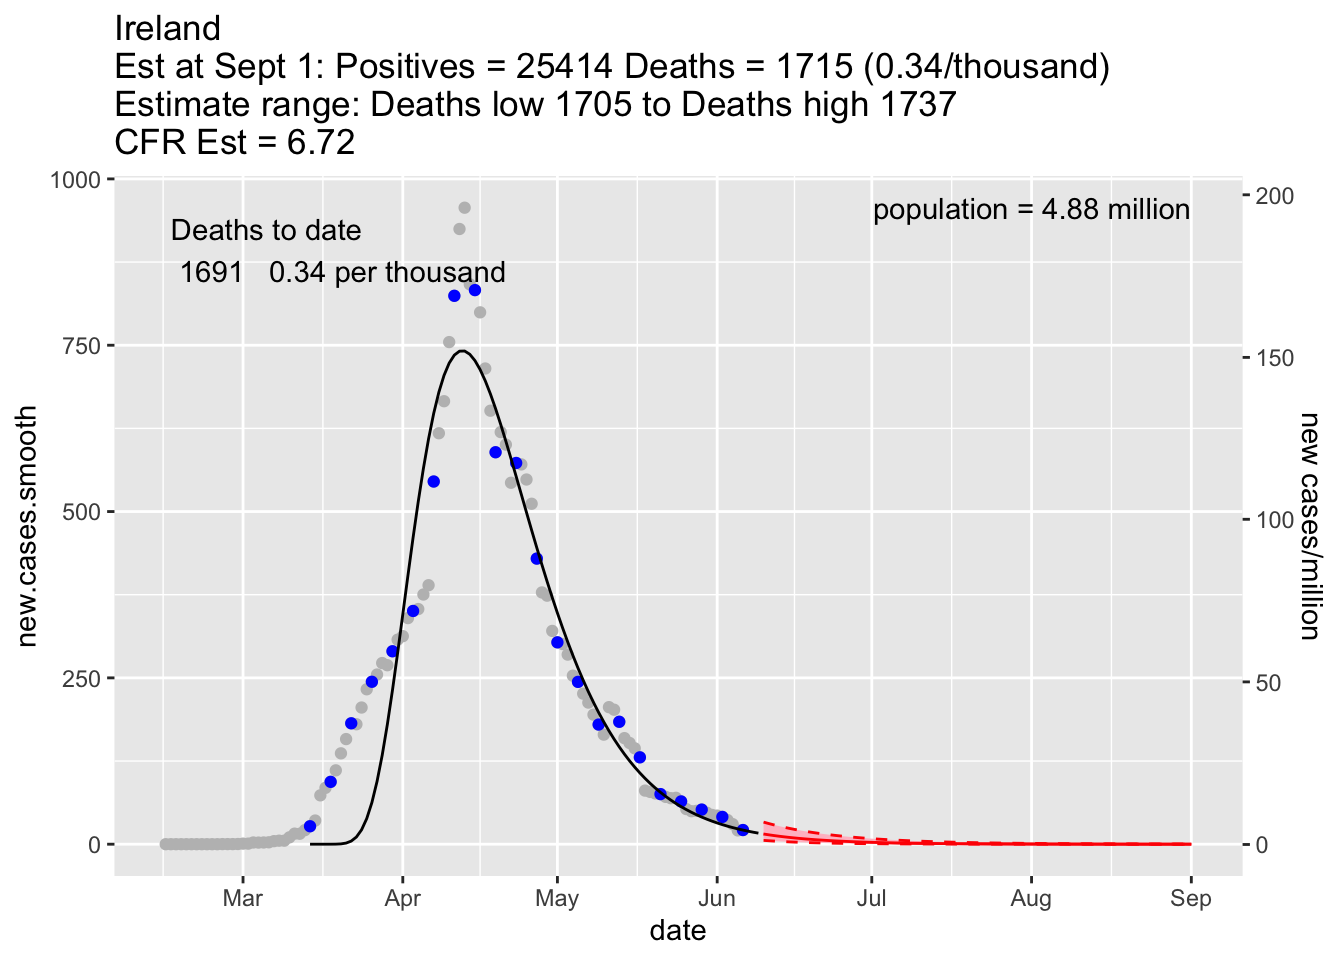 Ireland
Est at Sept 1: Positives = 25414 Deaths = 1715 (0.34/thousand)
Estimate range: Deaths low 1705 to Deaths high 1737
CFR Est = 6.72
1000
750
500
250
0
new.cases.smooth
Deaths to date
1691 0.34 per thousand
population = 4.88 million
200
150
100
50
0
new cases/million
Mar Apr May Jun Jul Aug Sep
date